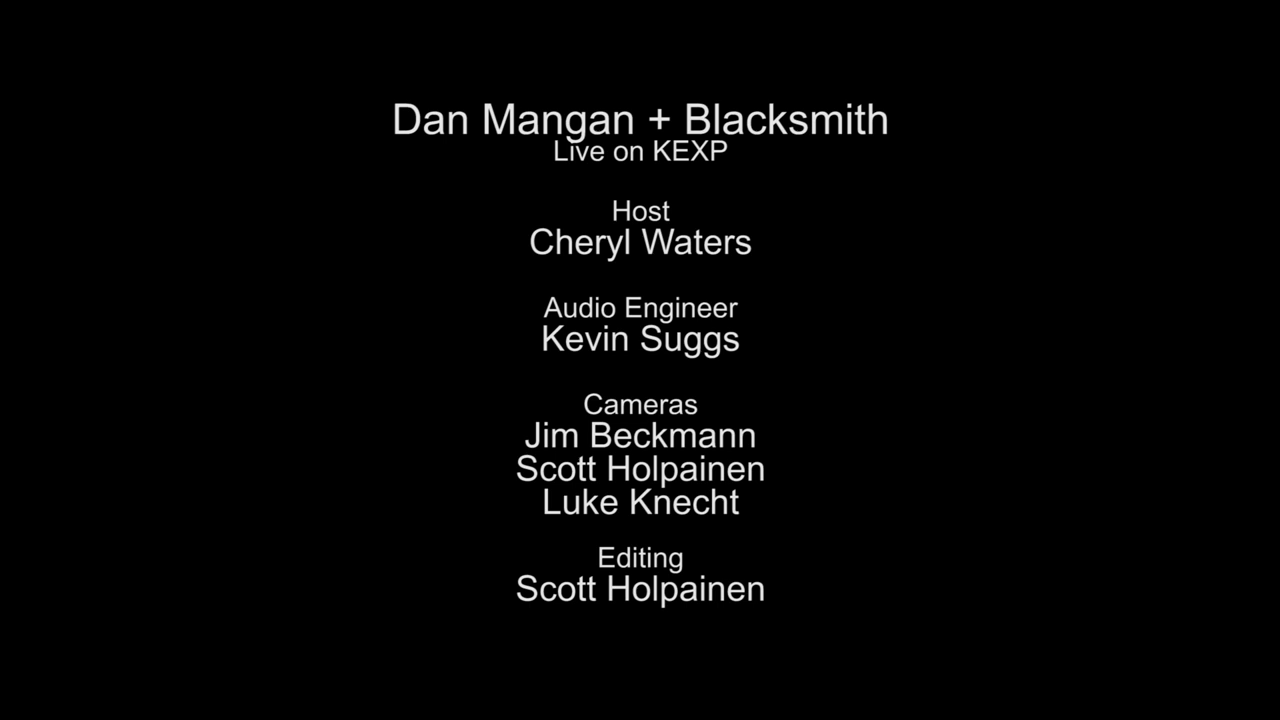 Dan Mangan + Blacksmith
Live on KEXP
Host
Cheryl Waters
Audio Engineer
Kevin Suggs
Cameras
Jim Beckmann
Scott Holpainen
Luke Knecht
Editing
Scott Holpainen